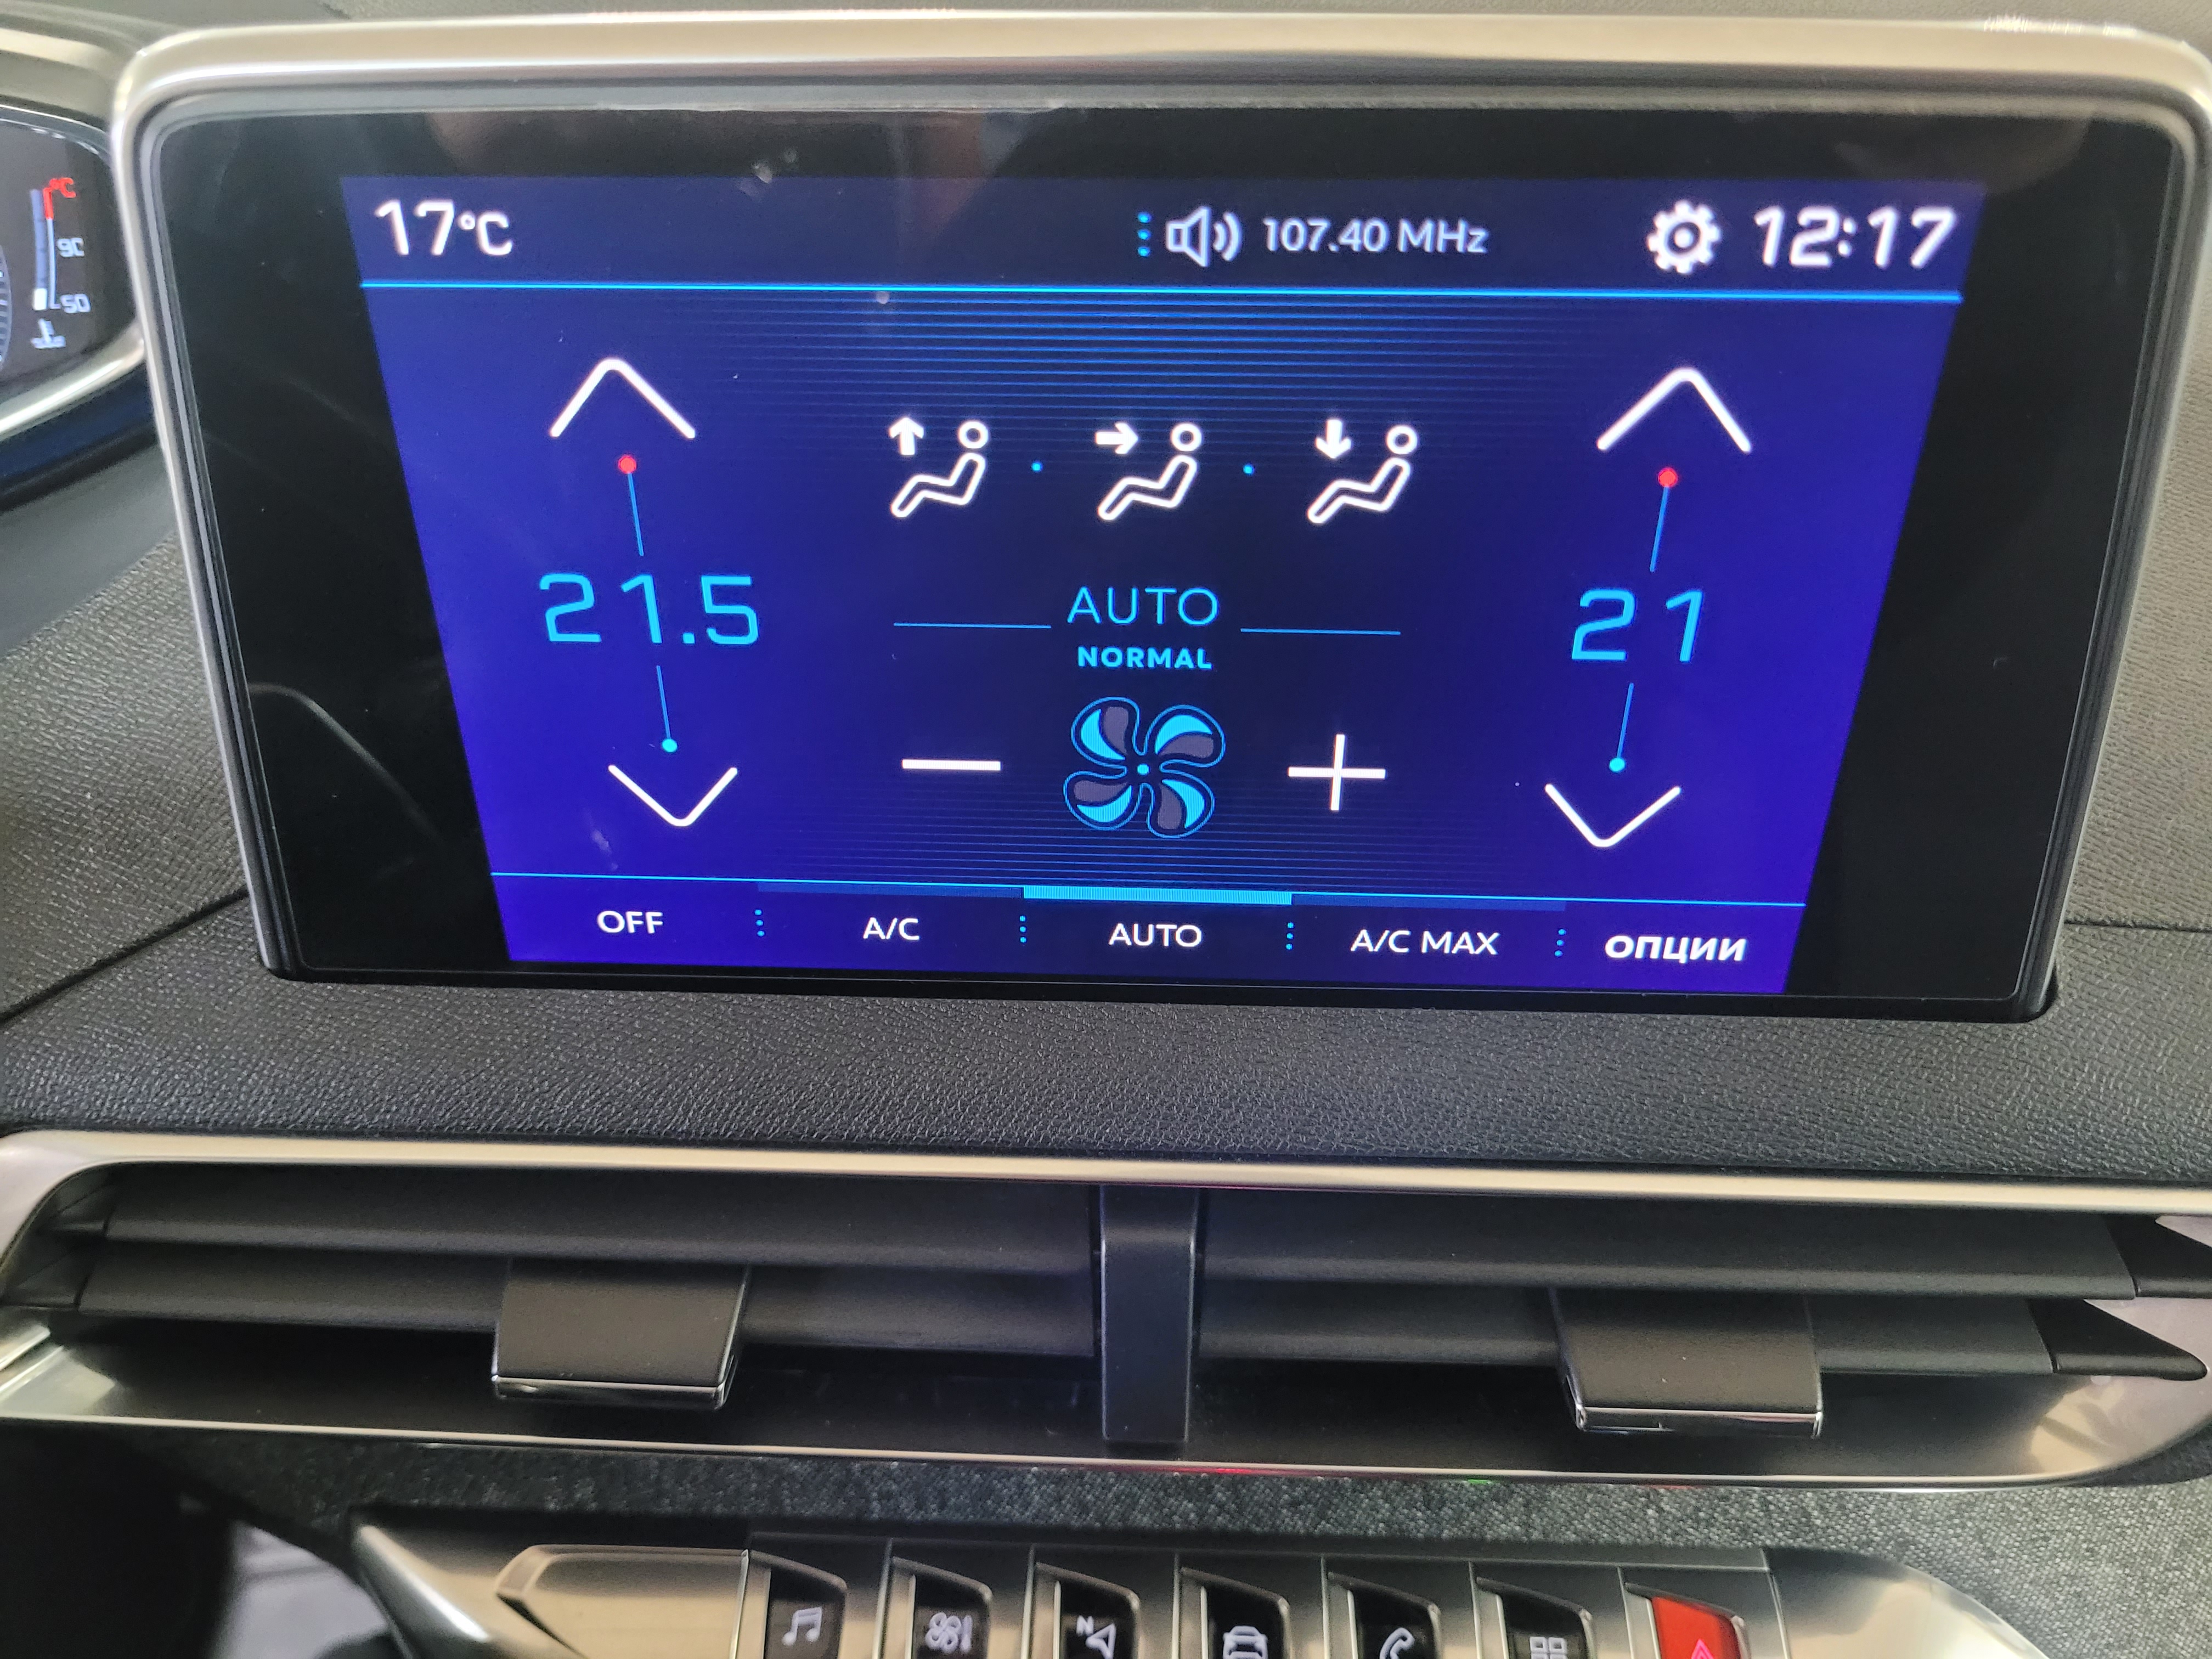 17°C 107.40 MHz 12:17
°C
90
50
21.5
21
AUTO
NORMAL
OFF A/C AUTO A/C MAX ОПЦИИ
N